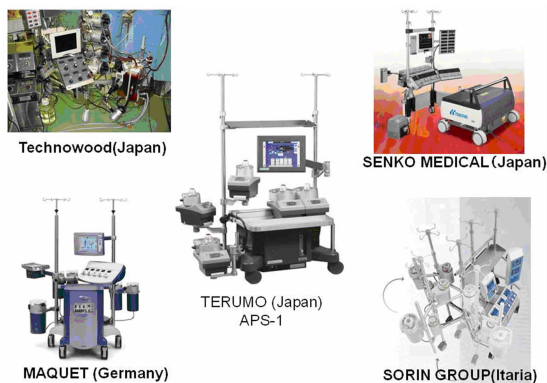 Technowood(Japan)
SENKO MEDICAL(Japan)
TERUMO (Japan)
APS-1
MAQUET (Germany)
SORIN GROUP(Itaria)